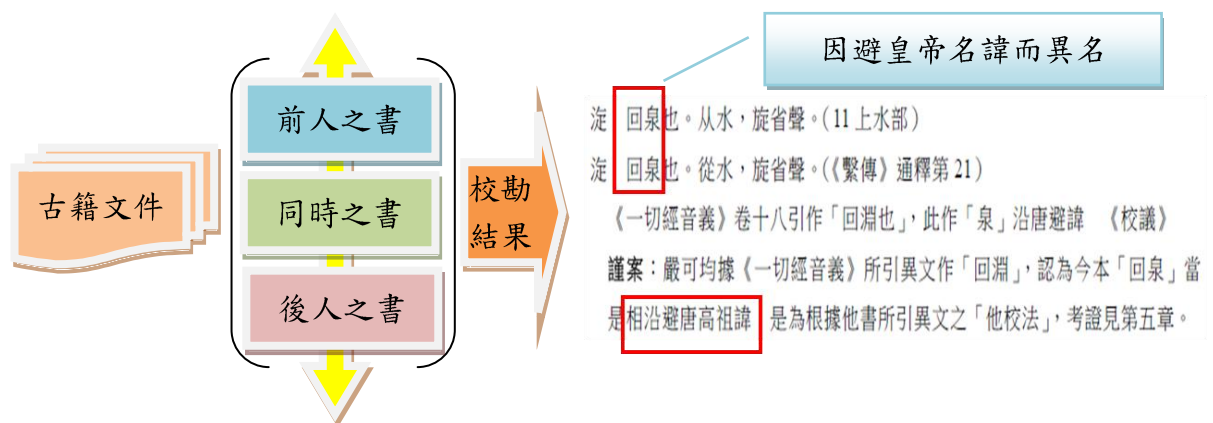 古籍文件
前人之書
同時之書
後人之書
校勘
結果
因避皇帝名諱而異名
淀 回泉也。从水，旋省聲。(11上水部)
淀 回泉也。從水，旋省聲。(《繫傳》通釋第21)
《一切經音義》卷十八引作「回淵也」，此作「泉」沿唐避諱 《校議》
謹案：嚴可均據《一切經音義》所引異文作「回淵」，認為今本「回泉」當
是相沿避唐高祖諱 是為根據他書所引異文之「他校法」，考證見第五章。